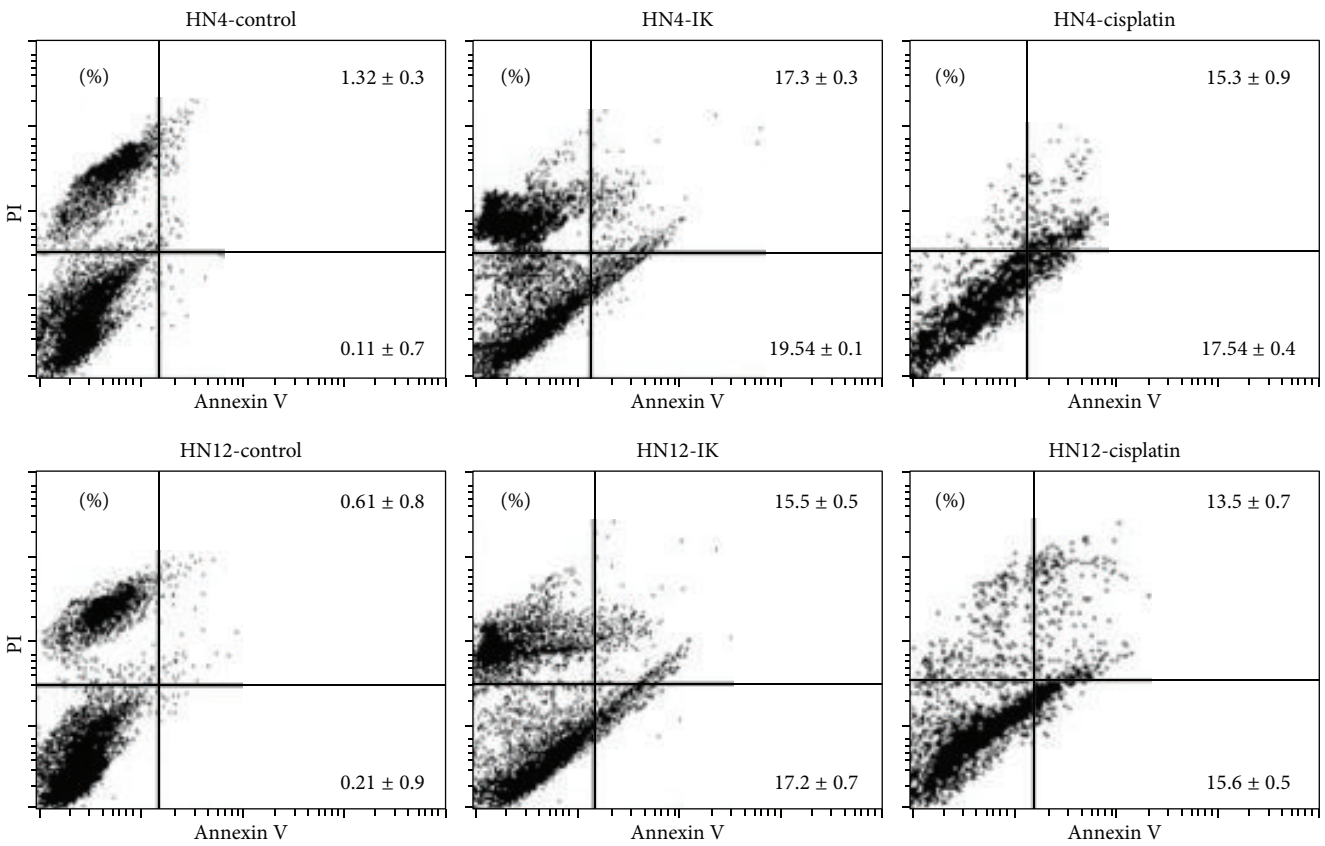 HN4-control
HN4-IK
HN4-cisplatin
(%)
1.32 ± 0.3
(%)
17.3 ± 0.3
(%)
15.3 ± 0.9
PI
0.11 ± 0.7
19.54 ± 0.1
17.54 ± 0.4
Annexin V
Annexin V
Annexin V
HN12-control
HN12-IK
HN12-cisplatin
(%)
0.61 ± 0.8
(%)
15.5 ± 0.5
(%)
13.5 ± 0.7
PI
0.21 ± 0.9
17.2 ± 0.7
15.6 ± 0.5
Annexin V
Annexin V
Annexin V